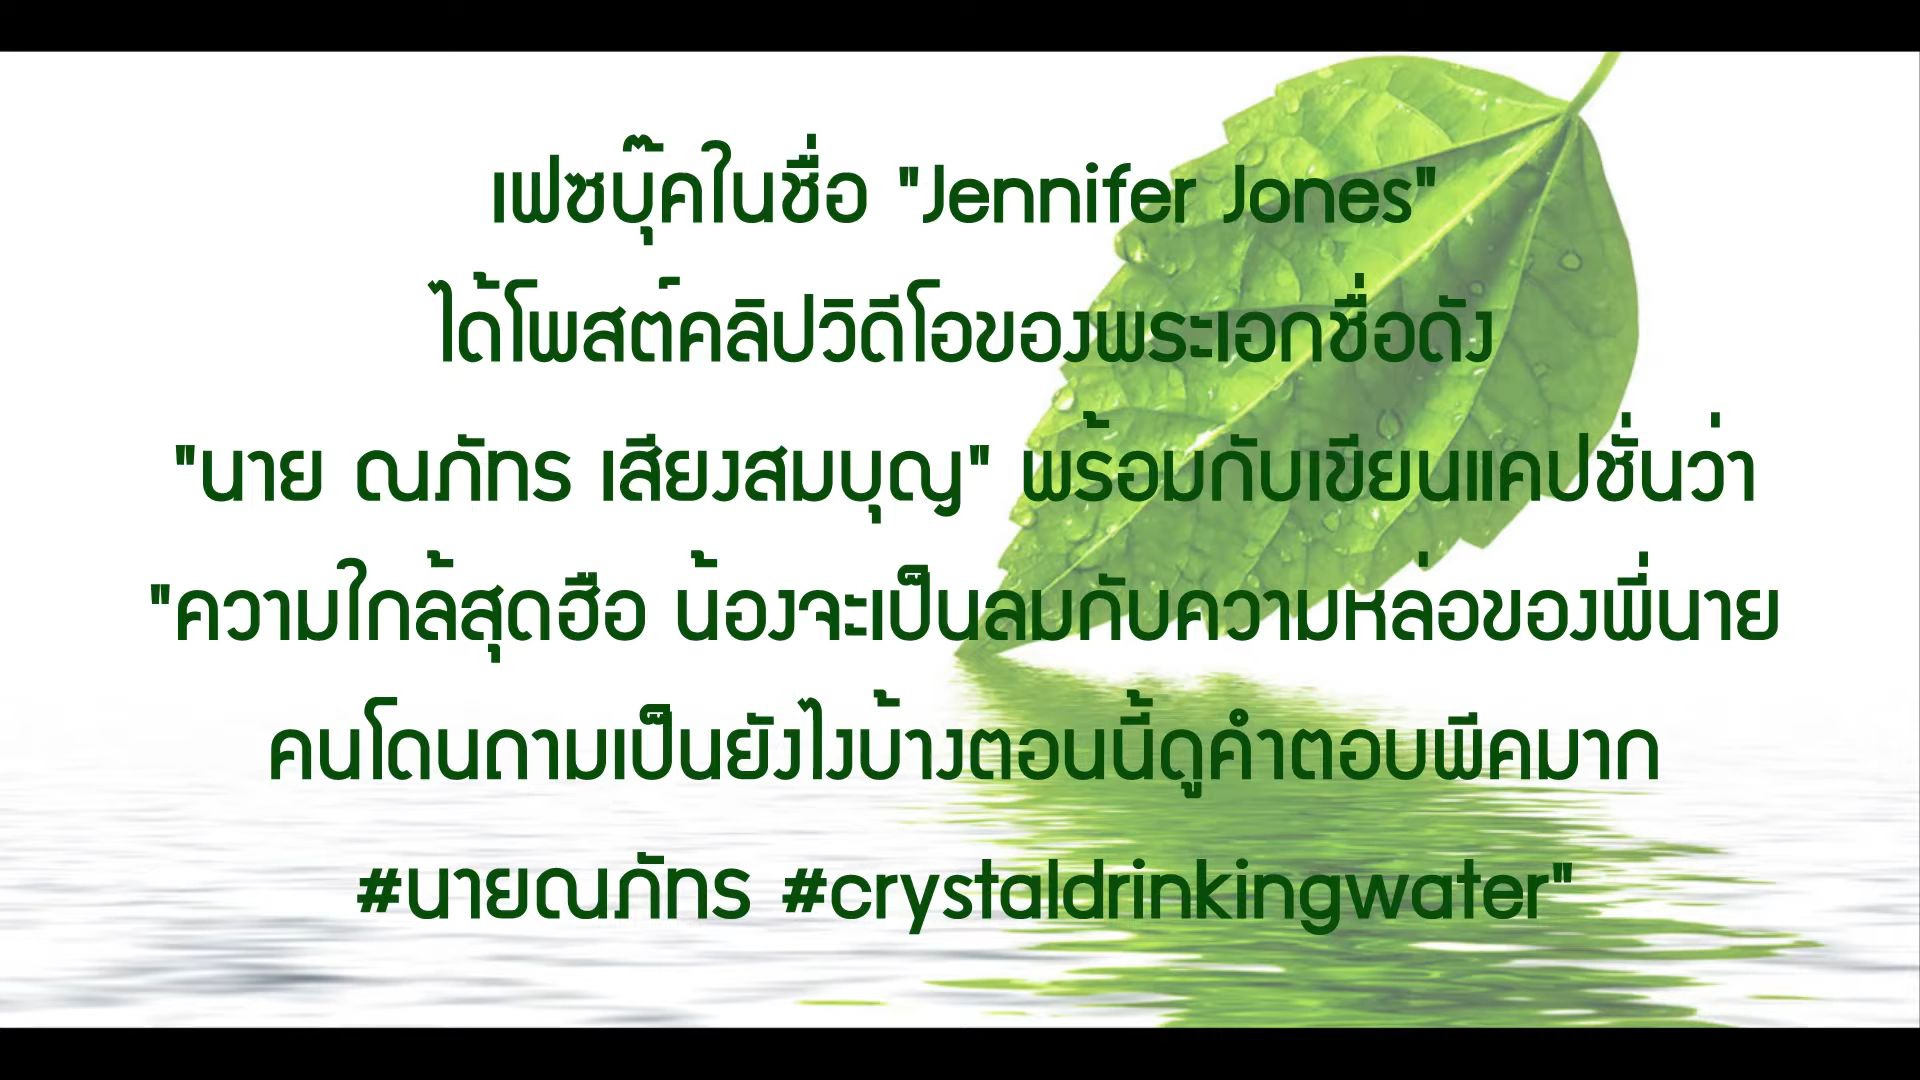 เฟซบุ๊คในชื่อ "Jennifer Jones"
ได้โพสต์คลิปวิดีโอของพระเอกชื่อดัง
"นาย ณภัทร เสียงสมบุญ" พร้อมกับเขียนแคปชั่นว่า
"ความใกล้สุดฮือ น้องจะเป็นลมกับความหล่อของพี่นาย
คนโดนถามเป็นยังไงบ้างตอนนี้ดูคำตอบพีคมาก
#นายณภัทร #crystaldrinkingwater"